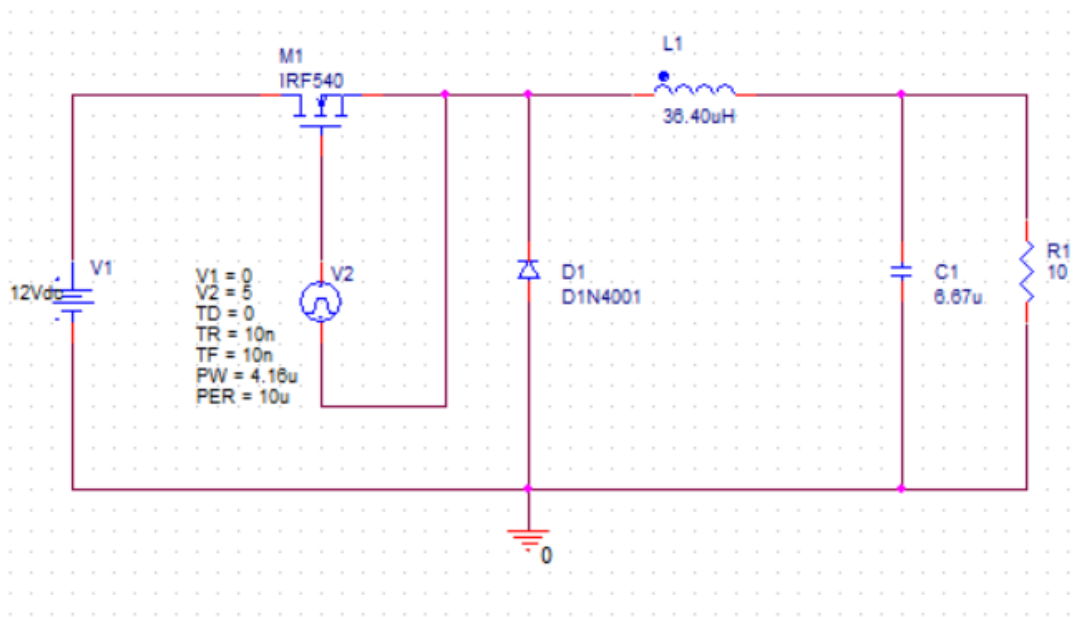 L1
M1
IRF540
36.40uH
V1
12Vdc
V1 = 0
V2 = 5
TD = 0
TR = 10n
TF = 10n
PW = 4.16u
PER = 10u
V2
D1
D1N4001
C1
6.67u
R1
10
0